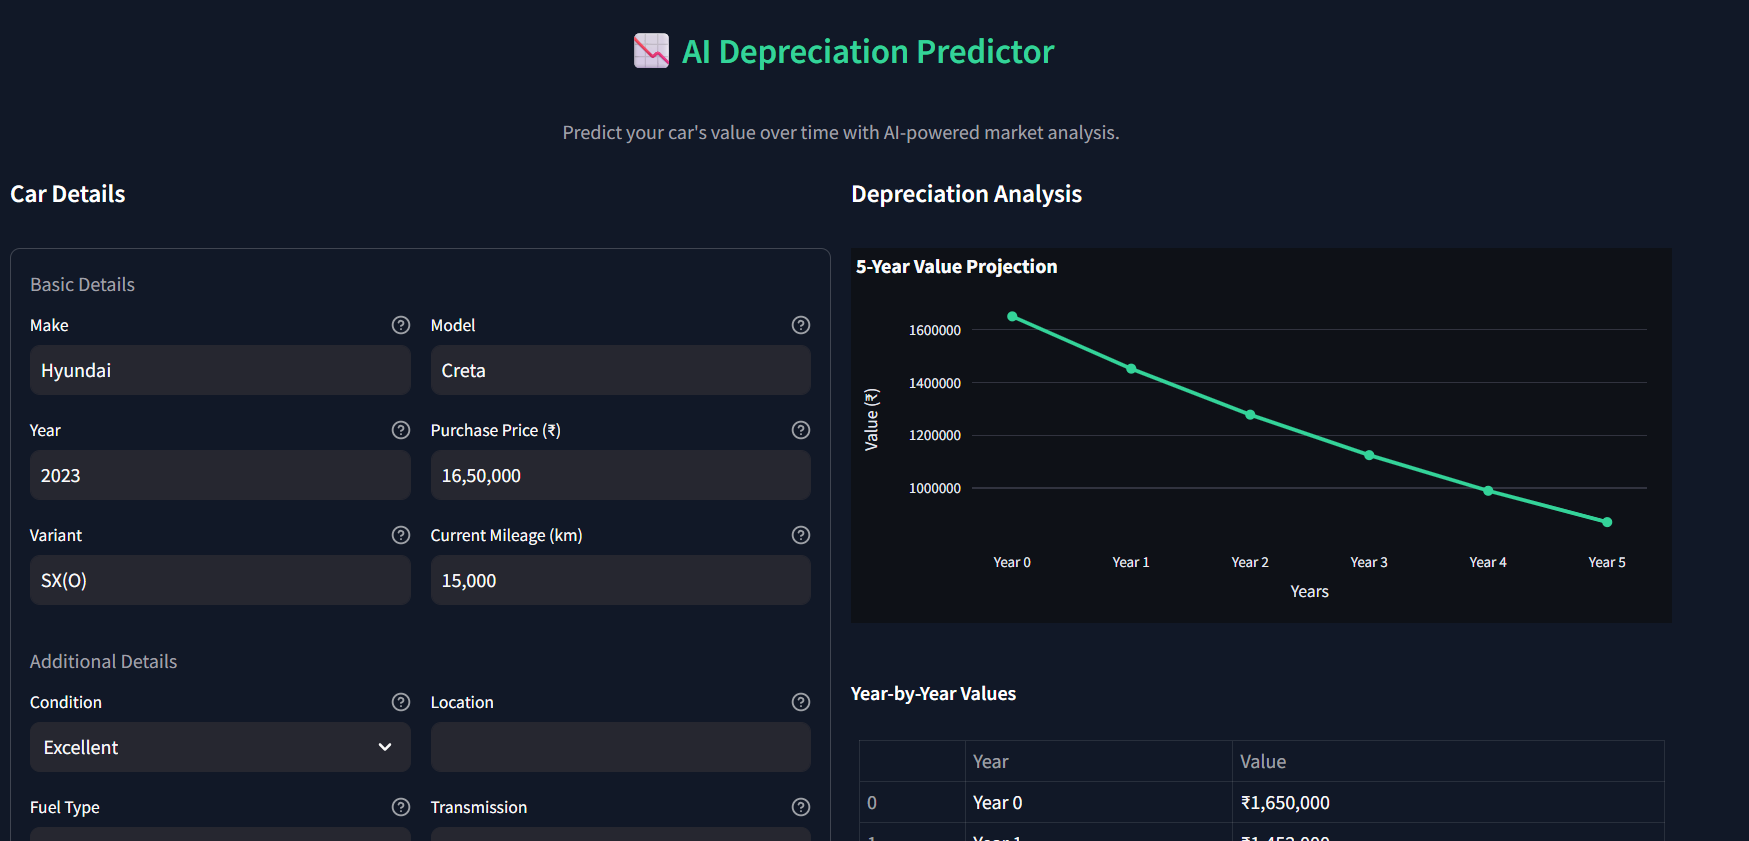 AI Depreciation Predictor
Predict your car's value over time with AI-powered market analysis.
Car Details
Basic Details
Make
Model
Hyundai
Creta
Year
Purchase Price (₹)
2023
16,50,000
Variant
Current Mileage (km)
SX(O)
15,000
Additional Details
Condition
Location
Excellent
Fuel Type
Transmission
Depreciation Analysis
5-Year Value Projection
1600000
1400000
1200000
1000000
Value (₹)
Year 0 Year 1 Year 2 Year 3 Year 4 Year 5
Years
Year-by-Year Values
Year Value
0 Year 0 ₹1,650,000